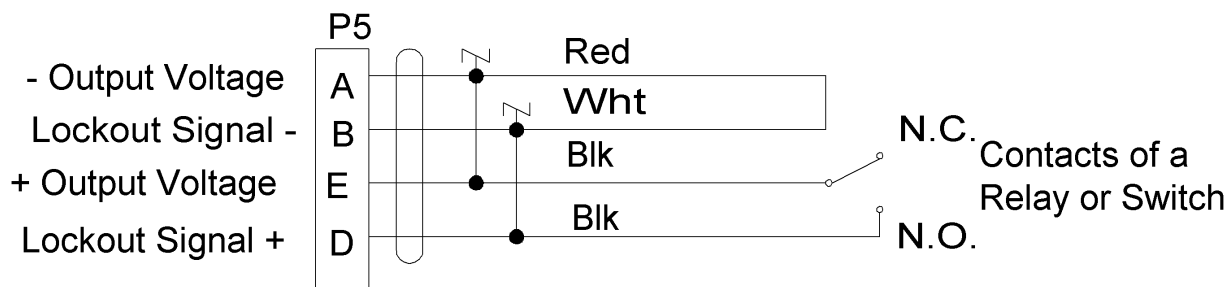 P5
- Output Voltage A Red
Lockout Signal - B Wht
+ Output Voltage E Blk
Lockout Signal + D Blk
N.C.
Contacts of a
Relay or Switch
N.O.